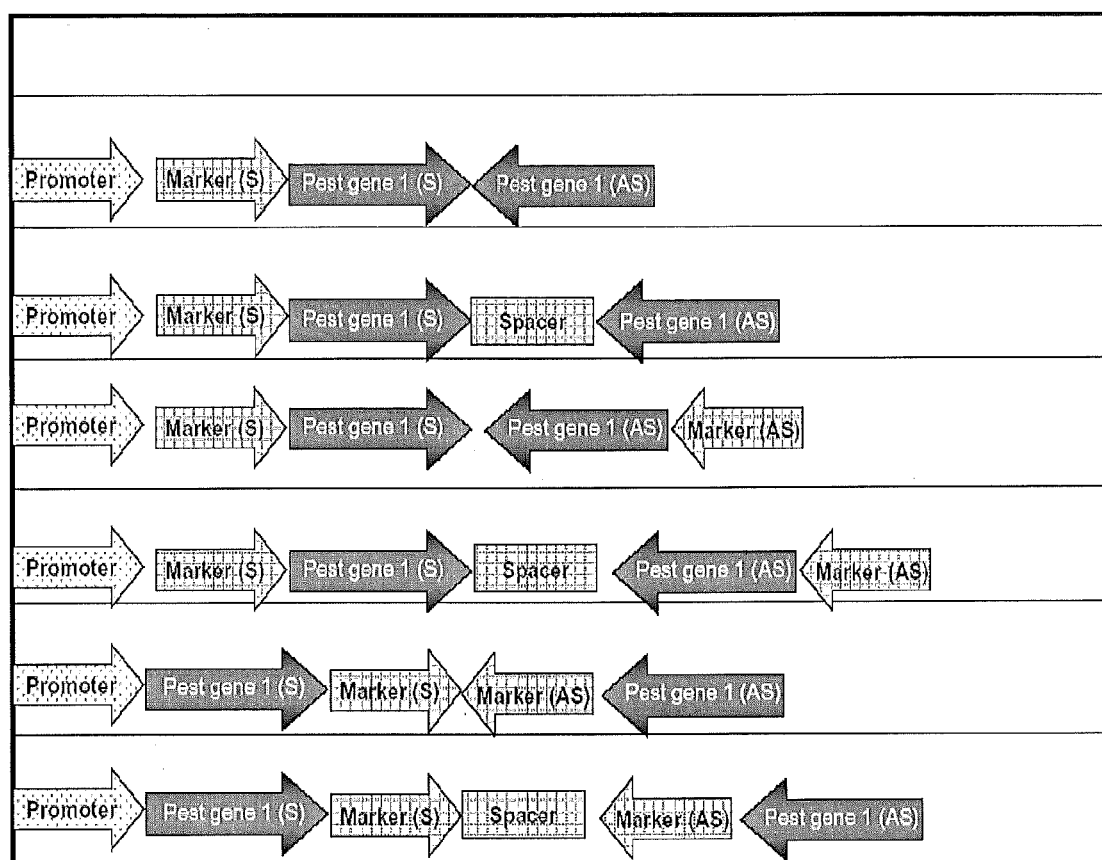 Promoter Marker (S) Pest gene 1 (S) Pest gene 1 (AS)
Promoter Marker (S) Pest gene 1 (S) Spacer Pest gene 1 (AS)
Promoter Marker (S) Pest gene 1 (S) Pest gene 1 (AS) Marker (AS)
Promoter Marker (S) Pest gene 1 (S) Spacer Pest gene 1 (AS) Marker (AS)
Promoter Pest gene 1 (S) Marker (S) Marker (AS) Pest gene 1 (AS)
Promoter Pest gene 1 (S) Marker (S) Spacer Marker (AS) Pest gene 1 (AS)